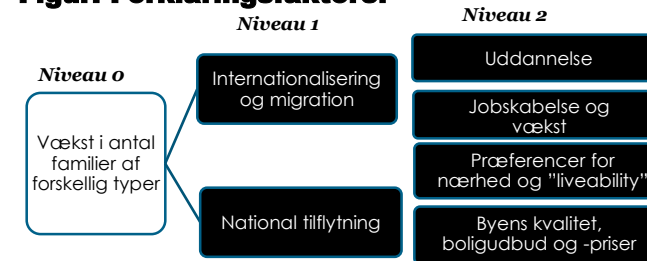 Niveau 1
Niveau 2
Niveau 0
Vækst i antal
familier af
forskellig typer
Internationalisering
og migration
National tilflytning
Uddannelse
Jobskabelse og
vækst
Præferencer for
nærhed og ”liveability”
Byens kvalitet,
boligudbud og -priser